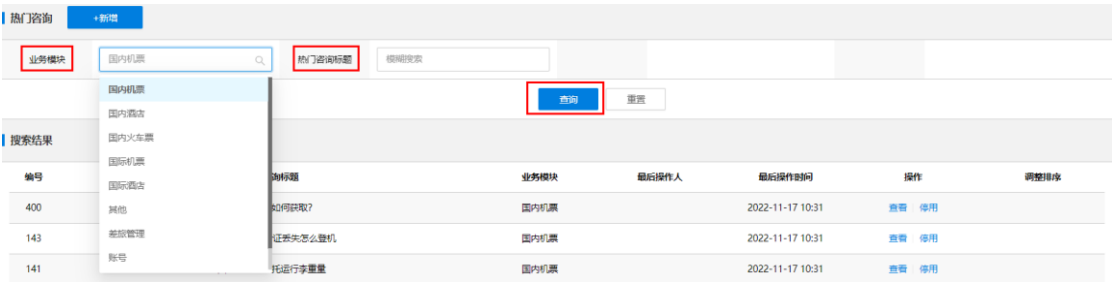 热门咨询 +新增
业务模块 国内机票 热门咨询标题 模糊搜索
国内机票
查询 重置
国内酒店
国内火车票
搜索结果
国际机票
编号 询标题 业务模块 最后操作人 最后操作时间 操作 调整排序
国际酒店
400 如何获取? 国内机票 2022-11-17 10:31 查看 停用
其他
差旅管理
143 证丢失怎么登机 国内机票 2022-11-17 10:31 查看 停用
账号
141 托运行李重量 国内机票 2022-11-17 10:31 查看 停用